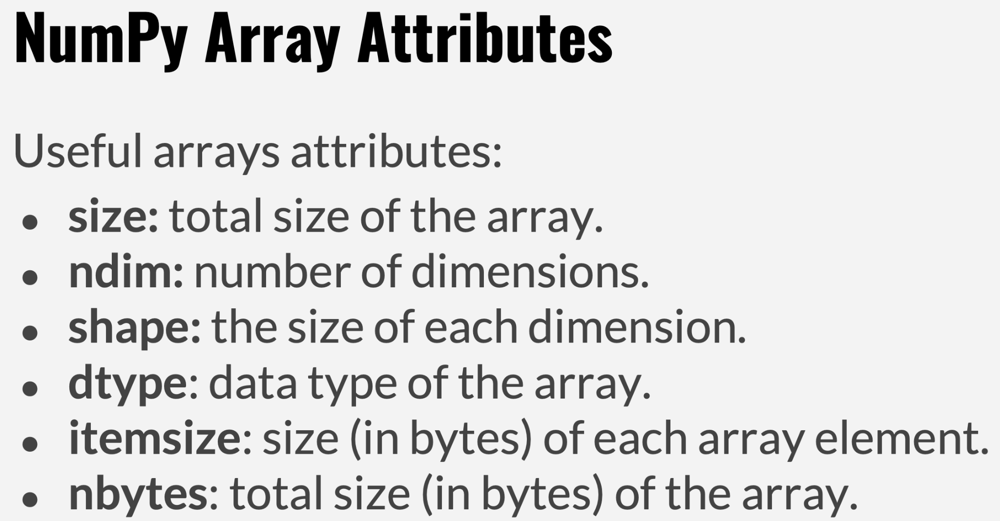 NumPy Array Attributes
Useful arrays attributes:
● size: total size of the array.
● ndim: number of dimensions.
● shape: the size of each dimension.
● dtype: data type of the array.
● itemsize: size (in bytes) of each array element.
● nbytes: total size (in bytes) of the array.